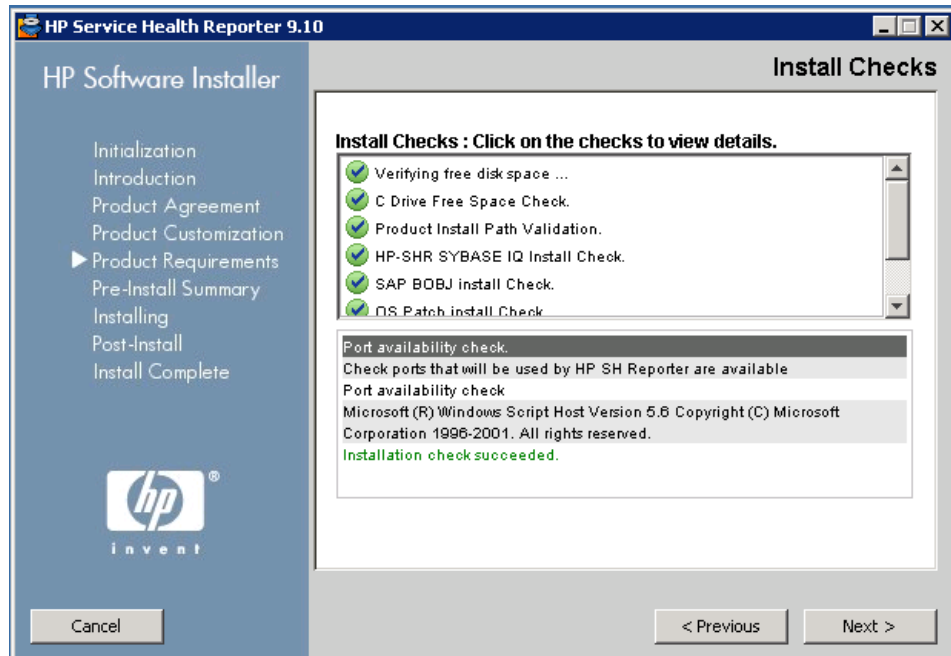 HP Service Health Reporter 9.10
HP Software Installer
Install Checks
Initialization
Introduction
Product Agreement
Product Customization
Product Requirements
Pre-Install Summary
Installing
Post-Install
Install Complete
hp
®
invent
Install Checks : Click on the checks to view details.
Verifying free disk space ...
C Drive Free Space Check.
Product Install Path Validation.
HP-SHR SYBASE IQ Install Check.
SAP BOBJ install Check.
OS Patch install Check
Port availability check.
Check ports that will be used by HP SH Reporter are available
Port availability check
Microsoft (R) Windows Script Host Version 5.6 Copyright (C) Microsoft
Corporation 1996-2001. All rights reserved.
Installation check succeeded.
Cancel
< Previous
Next >